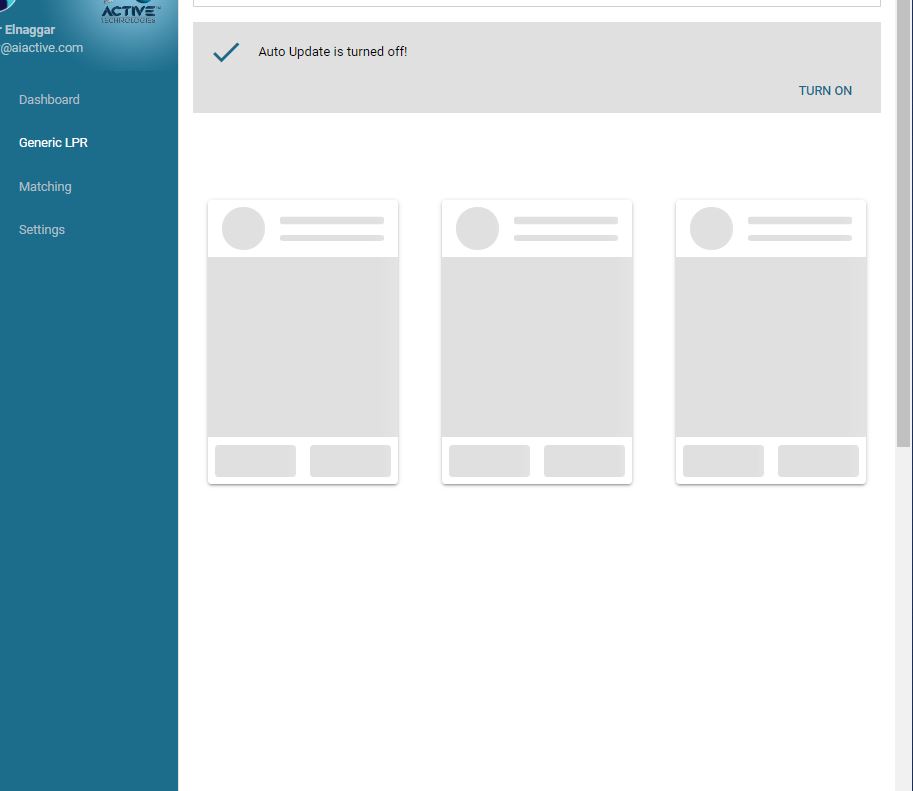 ACTIVE
TECHNOLOGIES
Elnaggar
@aiactive.com
Dashboard
Generic LPR
Matching
Settings
Auto Update is turned off!
TURN ON